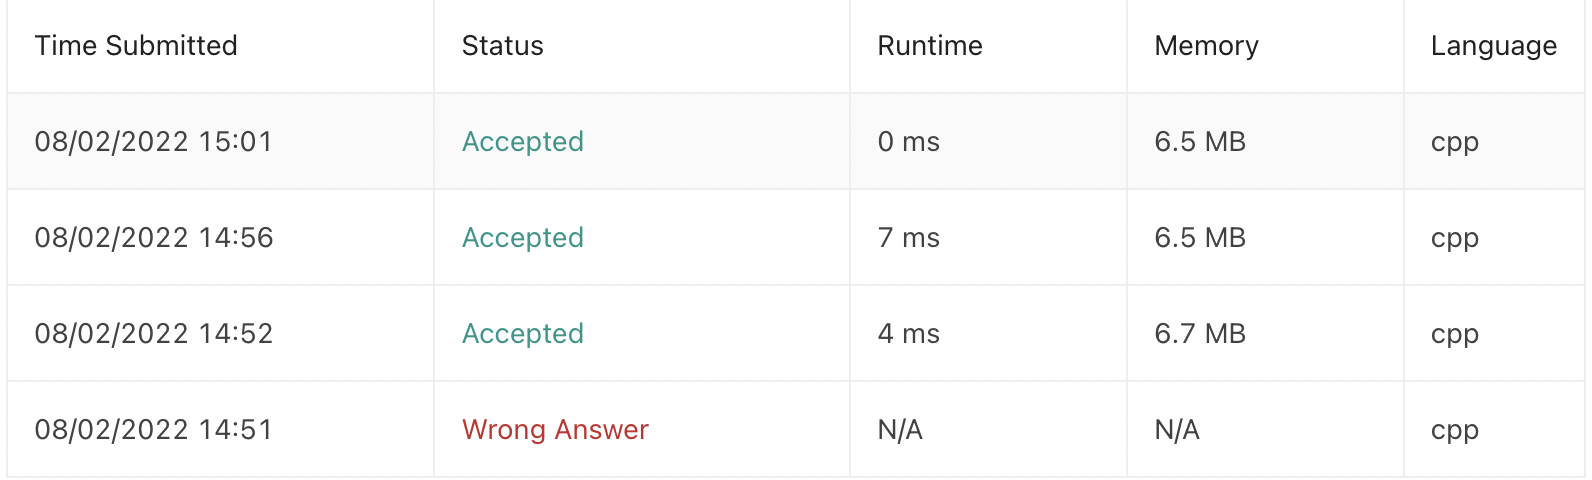 Time Submitted Status Runtime Memory Language
08/02/2022 15:01 Accepted 0 ms 6.5 MB cpp
08/02/2022 14:56 Accepted 7 ms 6.5 MB cpp
08/02/2022 14:52 Accepted 4 ms 6.7 MB cpp
08/02/2022 14:51 Wrong Answer N/A N/A cpp